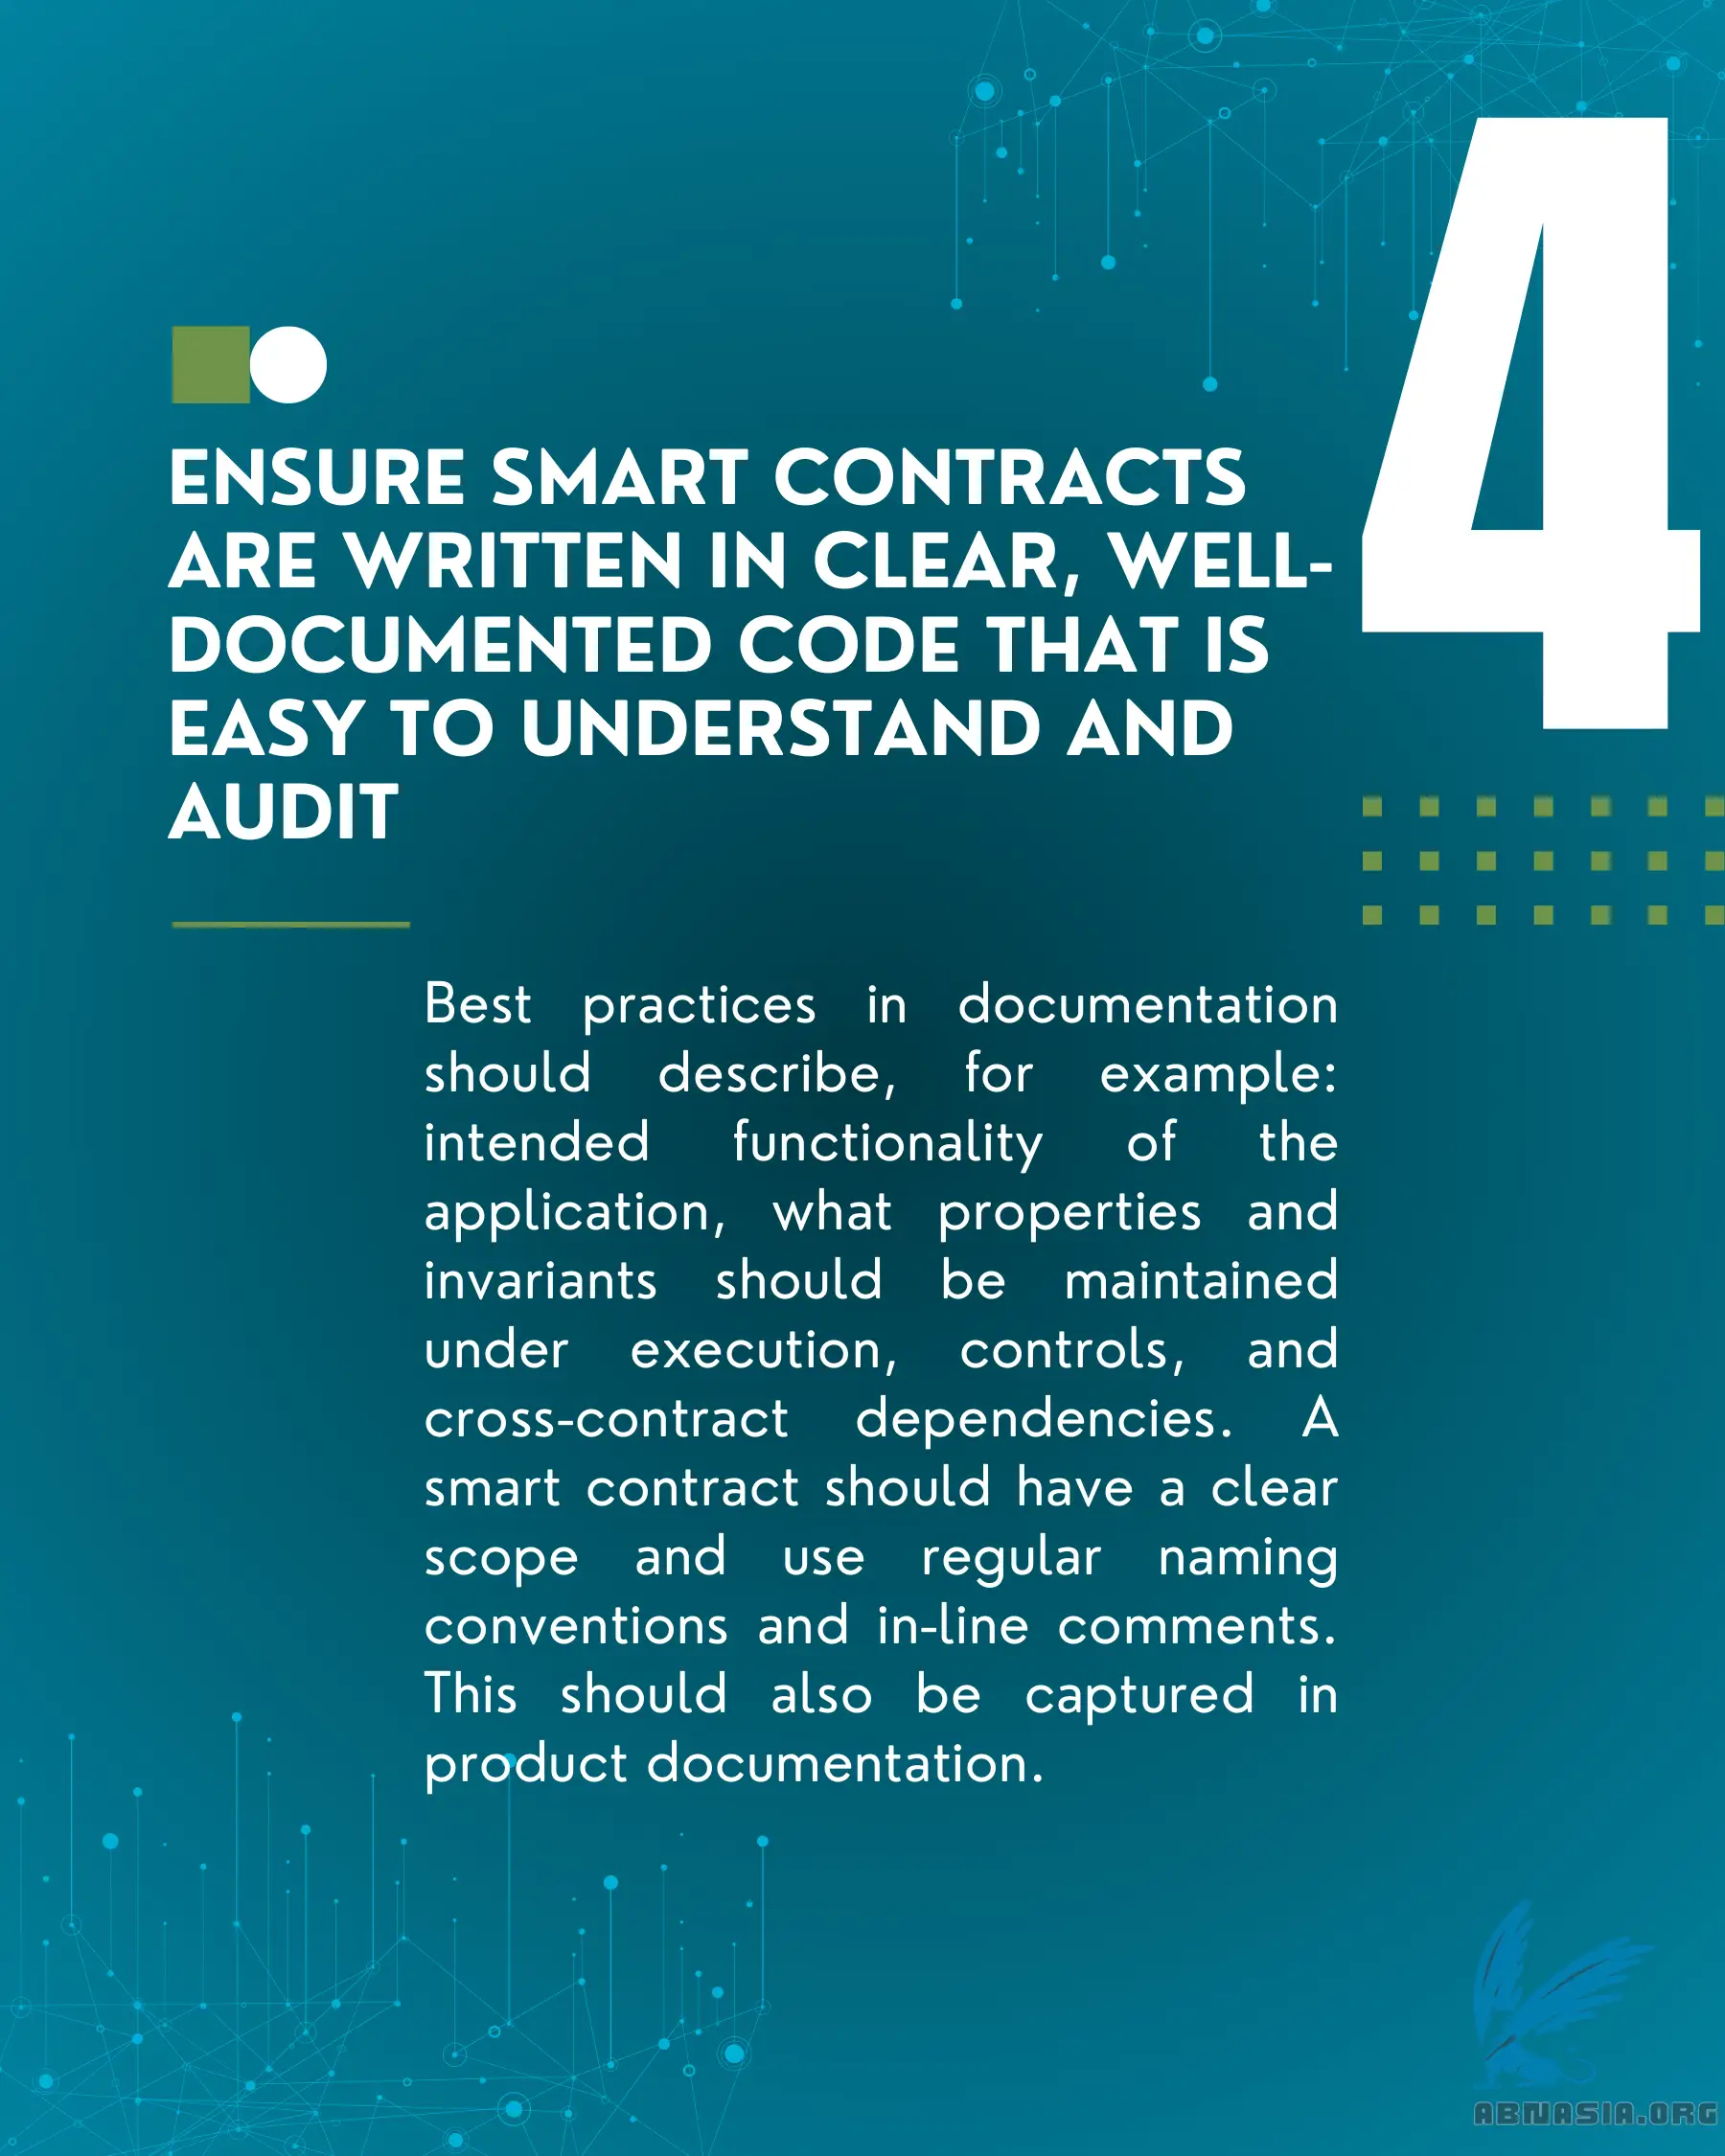 4
ENSURE SMART CONTRACTS
ARE WRITTEN IN CLEAR, WELL-
DOCUMENTED CODE THAT IS
EASY TO UNDERSTAND AND
AUDIT
Best practices in documentation
should describe, for example:
intended functionality of the
application, what properties and
invariants should be maintained
under execution, controls, and
cross-contract dependencies. A
smart contract should have a clear
scope and use regular naming
conventions and in-line comments.
This should also be captured in
product documentation.
ABNASIA.ORG